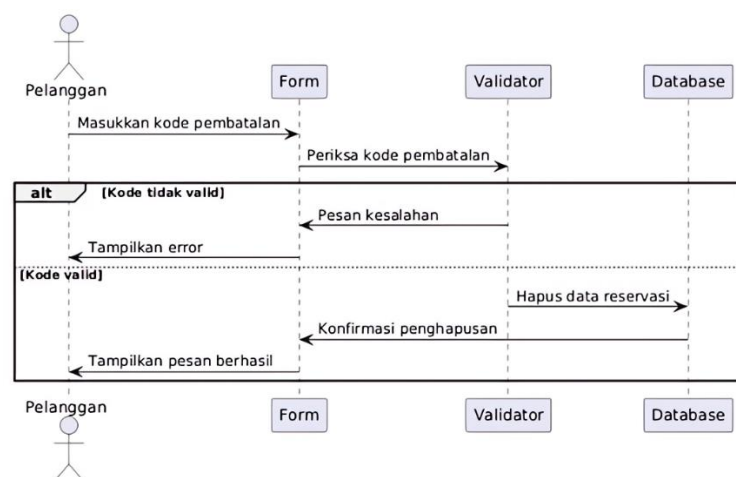 Pelanggan
Form
Validator
Database
Masukkan kode pembatalan
Periksa kode pembatalan
alt [Kode tidak valid]
Pesan kesalahan
Tampilkan error
[Kode valid]
Hapus data reservasi
Konfirmasi penghapusan
Tampilkan pesan berhasil
Pelanggan
Form
Validator
Database